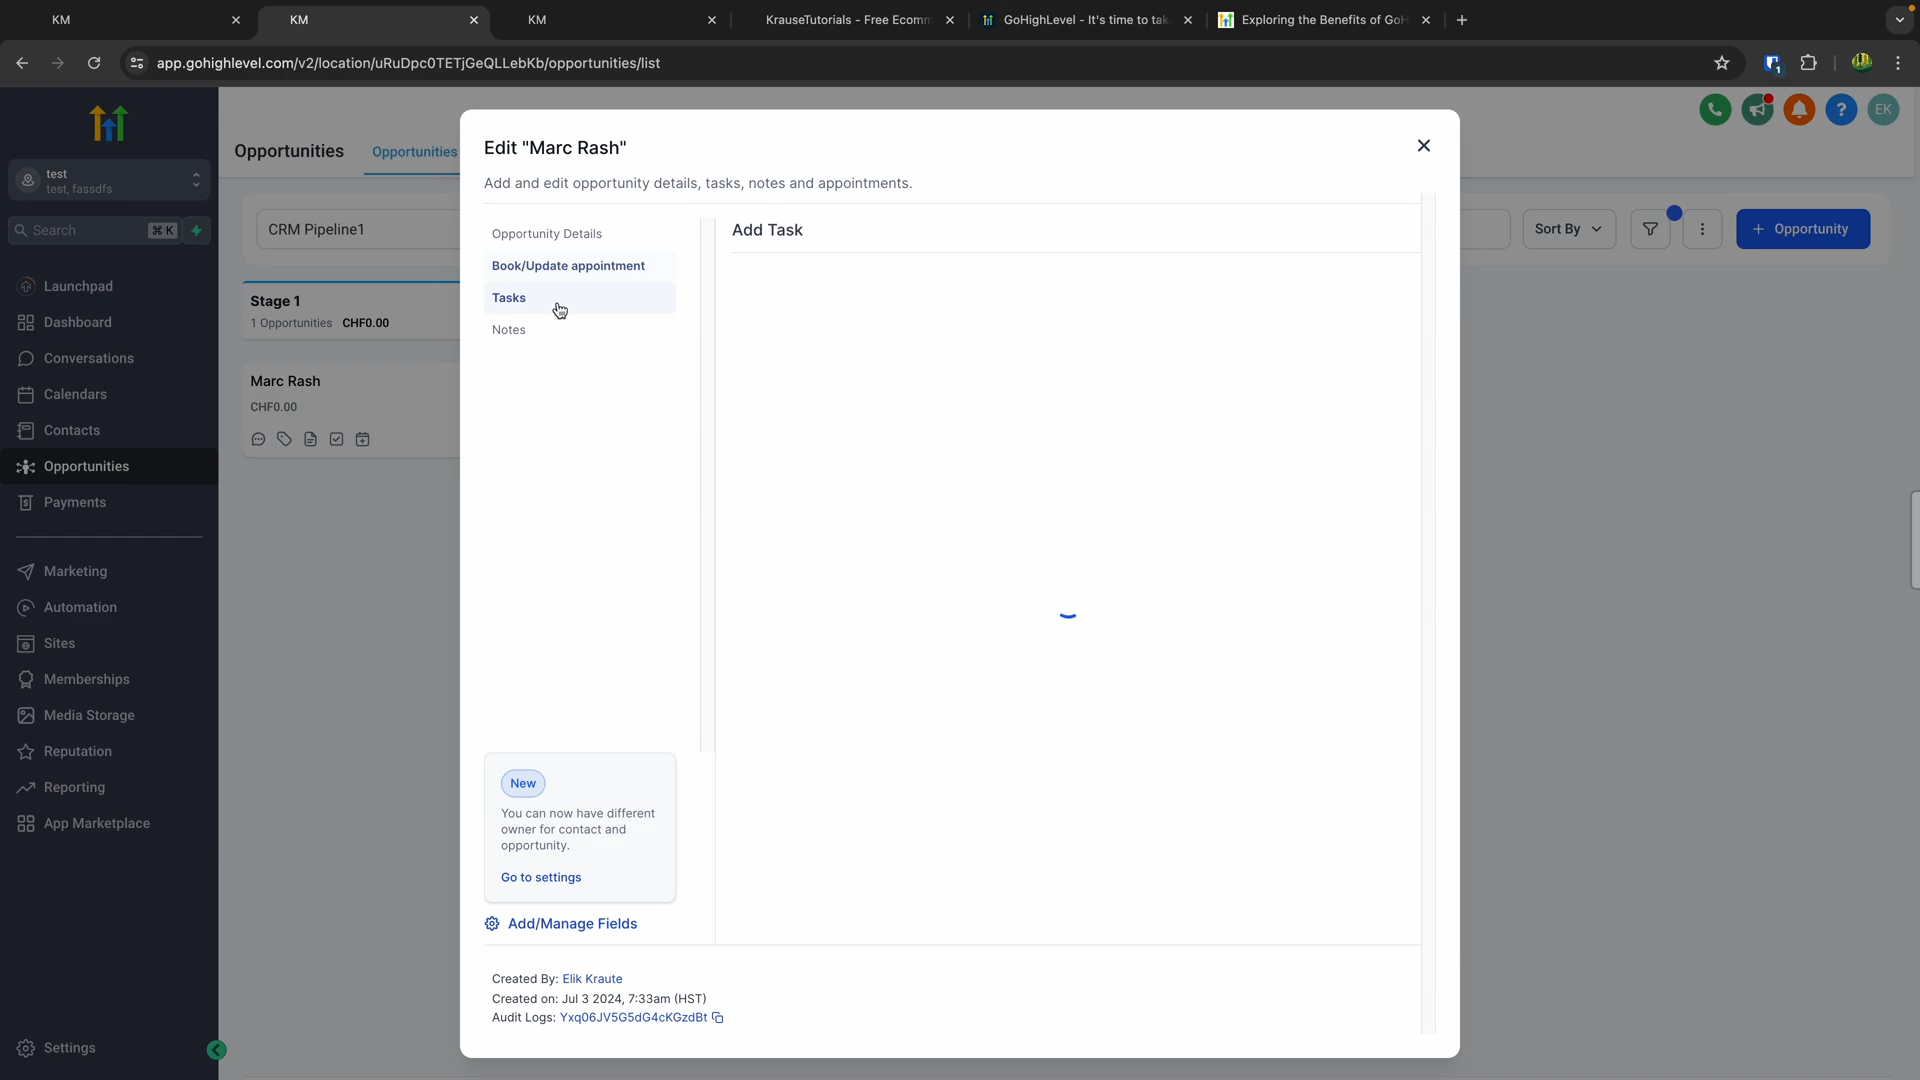 KM
KM
KM
KrauseTutorials - Free Ecomm
GoHighLevel - It's time to tak
Exploring the Benefits of GoH
app.gohighlevel.com/v2/location/uRuDpc0TETjGeQLLebKb/opportunities/list
1
test
test, fassdfs
Search
⌘ K
Launchpad
Dashboard
Conversations
Calendars
Contacts
Opportunities
Payments
Marketing
Automation
Sites
Memberships
Media Storage
Reputation
Reporting
App Marketplace
Settings
Opportunities
Opportunities
EK
CRM Pipeline1
Sort By
+ Opportunity
Stage 1
1 Opportunities CHF0.00
Marc Rash
CHF0.00
Edit "Marc Rash"
Add and edit opportunity details, tasks, notes and appointments.
Opportunity Details
Book/Update appointment
Tasks
Notes
Add Task
New
You can now have different
owner for contact and
opportunity.
Go to settings
Add/Manage Fields
Created By: Elik Kraute
Created on: Jul 3 2024, 7:33am (HST)
Audit Logs: Yxq06JV5G5dG4cKGzdBt